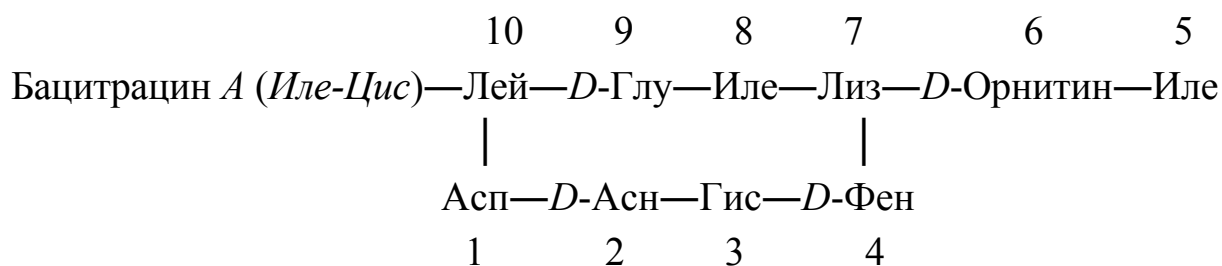 10 9 8 7 6 5
Бацитрацин A (Иле-Цис)—Лей—D-Глу—Иле—Лиз—D-Орнитин—Иле
| |
Асп—D-Асн—Гис—D-Фен
1 2 3 4